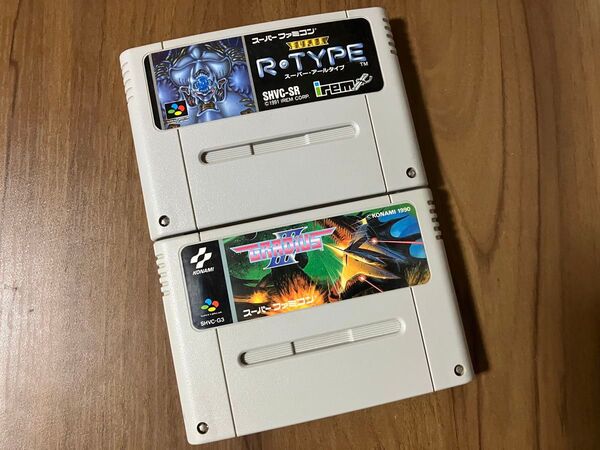 スーパーファミコン
SUPER
R•TYPE™
スーパー・アールタイプ
SHVC-SR
©1991 IREM CORP.
irem
KONAMI
SHVC-G3
GRADIUS
III
© KONAMI 1990
スーパーファミコン